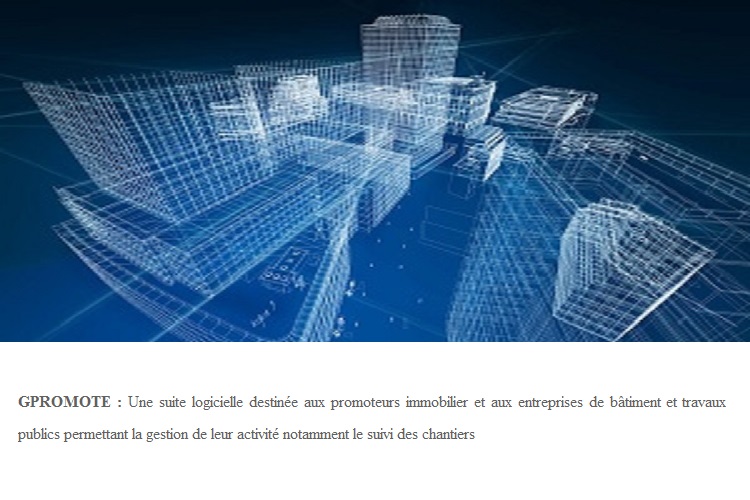 GPROMOTE : Une suite logicielle destinée aux promoteurs immobilier et aux entreprises de bâtiment et travaux
publics permettant la gestion de leur activité notamment le suivi des chantiers